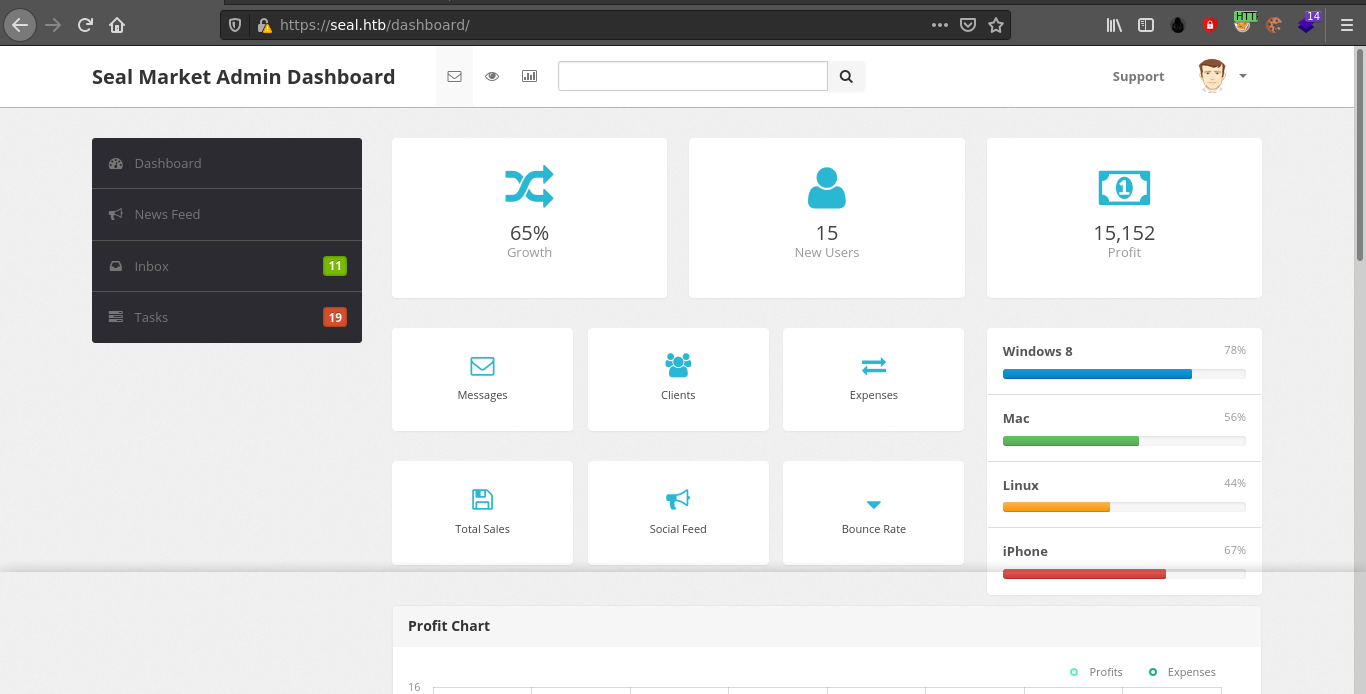 https://seal.htb/dashboard/
HTT
14
Seal Market Admin Dashboard
Support
Dashboard
News Feed
Inbox 11
Tasks 19
65%
Growth
15
New Users
1
15,152
Profit
Messages
Clients
Expenses
Windows 8 78%
Mac 56%
Linux 44%
iPhone 67%
Total Sales
Social Feed
Bounce Rate
Profit Chart
Profits Expenses
16